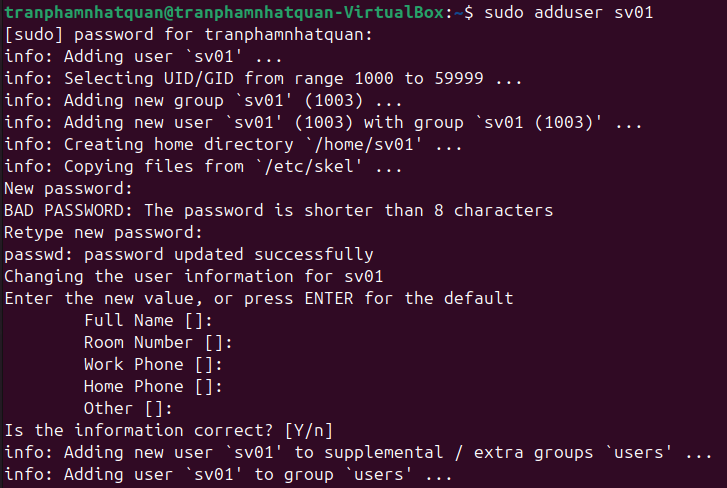 tranphamnhatquan@tranphamnhatquan-VirtualBox:~$ sudo adduser sv01
[sudo] password for tranphamnhatquan:
info: Adding user `sv01' ...
info: Selecting UID/GID from range 1000 to 59999 ...
info: Adding new group `sv01' (1003) ...
info: Adding new user `sv01' (1003) with group `sv01 (1003)' ...
info: Creating home directory `/home/sv01' ...
info: Copying files from `/etc/skel' ...
New password:
BAD PASSWORD: The password is shorter than 8 characters
Retype new password:
passwd: password updated successfully
Changing the user information for sv01
Enter the new value, or press ENTER for the default
        Full Name []:
        Room Number []:
        Work Phone []:
        Home Phone []:
        Other []:
Is the information correct? [Y/n]
info: Adding new user `sv01' to supplemental / extra groups `users' ...
info: Adding user `sv01' to group `users' ...